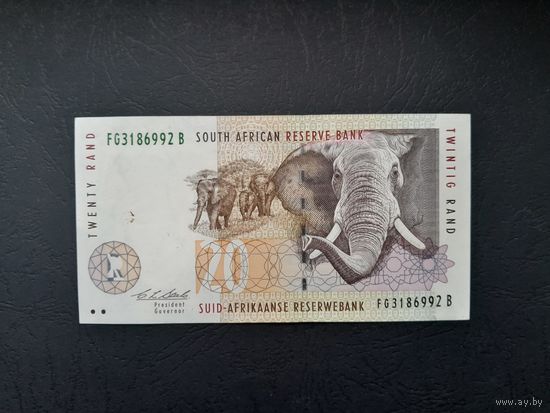 FG3186992 B
SOUTH AFRICAN RESERVE BANK
TWENTY RAND
TWINTIG RAND
20
President
Governor
SUID-AFRIKAANSE RESERWEBANK
FG3186992 B
www.ay.by